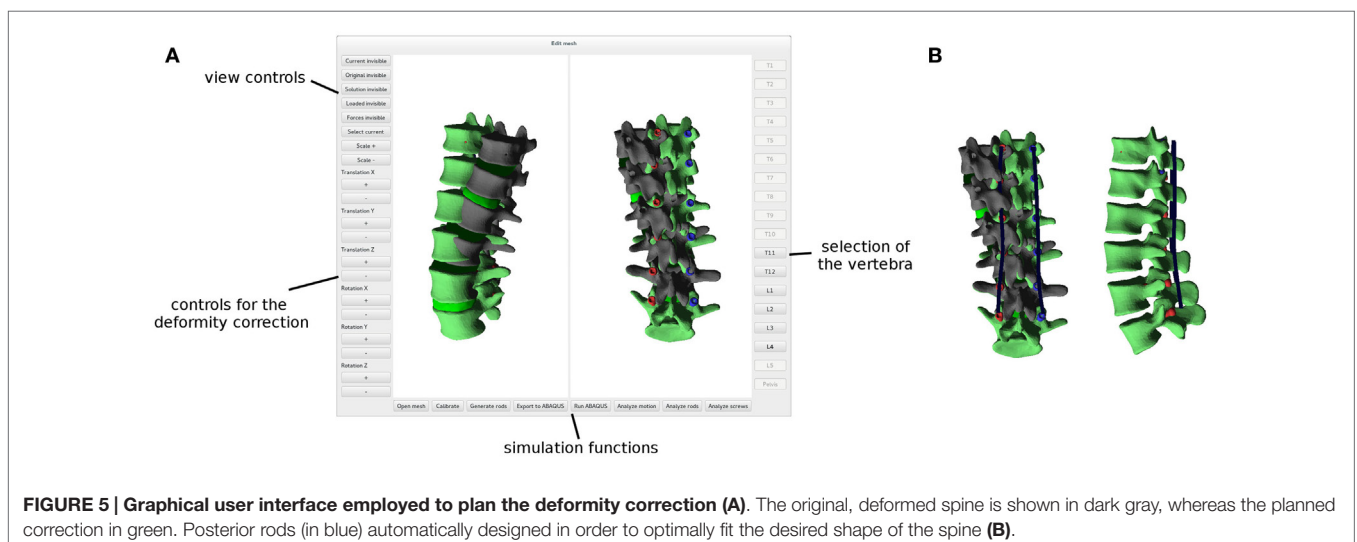 A
B
Edit mesh
Current invisible
Original invisible
Solution invisible
Loaded invisible
Forces invisible
Select current
Scale +
Scale -
Translation X
+
-
Translation Y
+
-
Translation Z
+
-
Rotation X
+
-
Rotation Y
+
-
Rotation Z
+
-
view controls
controls for the
deformity correction
T1
T2
T3
T4
T5
T6
T7
T8
T9
T10
T11
T12
L1
L2
L3
L4
L5
Pelvis
selection of
the vertebra
Open mesh Calibrate Generate rods Export to ABAQUS Run ABAQUS Analyze motion Analyze rods Analyze screws
simulation functions
FIGURE 5 | Graphical user interface employed to plan the deformity correction (A). The original, deformed spine is shown in dark gray, whereas the planned
correction in green. Posterior rods (in blue) automatically designed in order to optimally fit the desired shape of the spine (B).